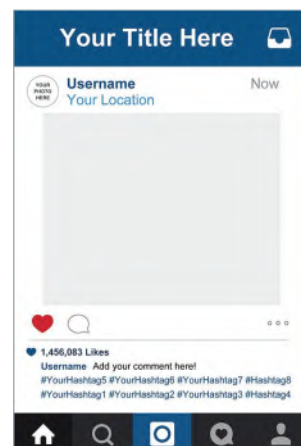 Your Title Here
YOUR
PHOTO
HERE
Username
Now
Your Location
1,456,083 Likes
Username Add your comment here!
#YourHashtag5 #YourHashtag6 #YourHashtag7 #Hashtag8
#YourHashtag1 #YourHashtag2 #YourHashtag3 #Hashtag4